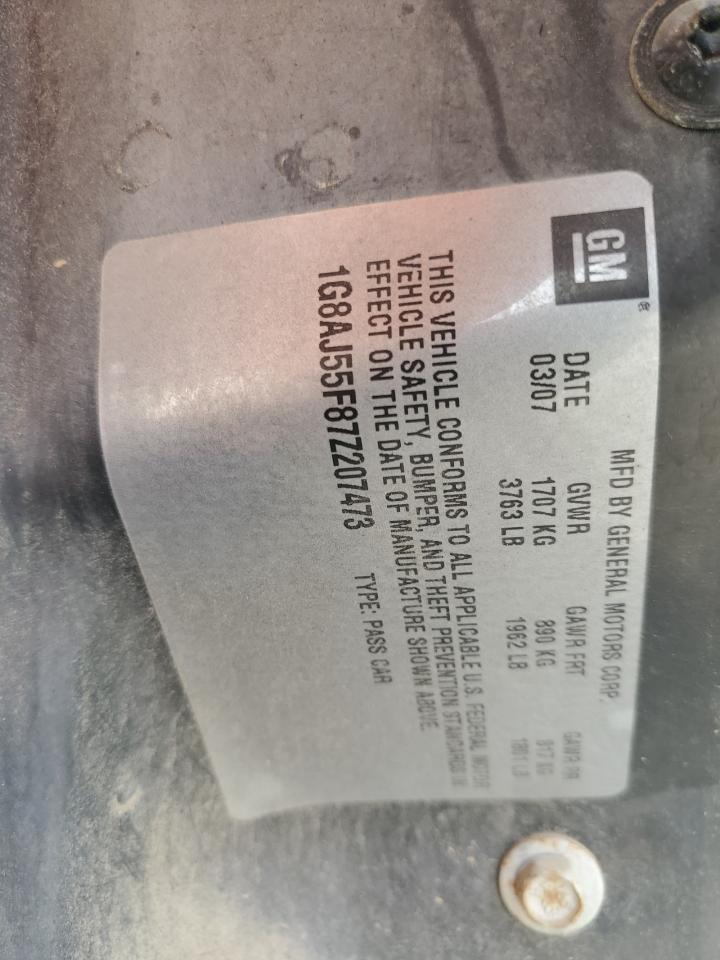 GM®
MFD BY GENERAL MOTORS CORP.
DATE GVWR GAWR FRT GAWR RR
03/07 1707 KG 890 KG 817 KG
3763 LB 1962 LB 1801 LB
THIS VEHICLE CONFORMS TO ALL APPLICABLE U.S. FEDERAL MOTOR
VEHICLE SAFETY, BUMPER, AND THEFT PREVENTION STANDARDS IN
EFFECT ON THE DATE OF MANUFACTURE SHOWN ABOVE.
1G8AJ55F87Z207473 TYPE: PASS CAR